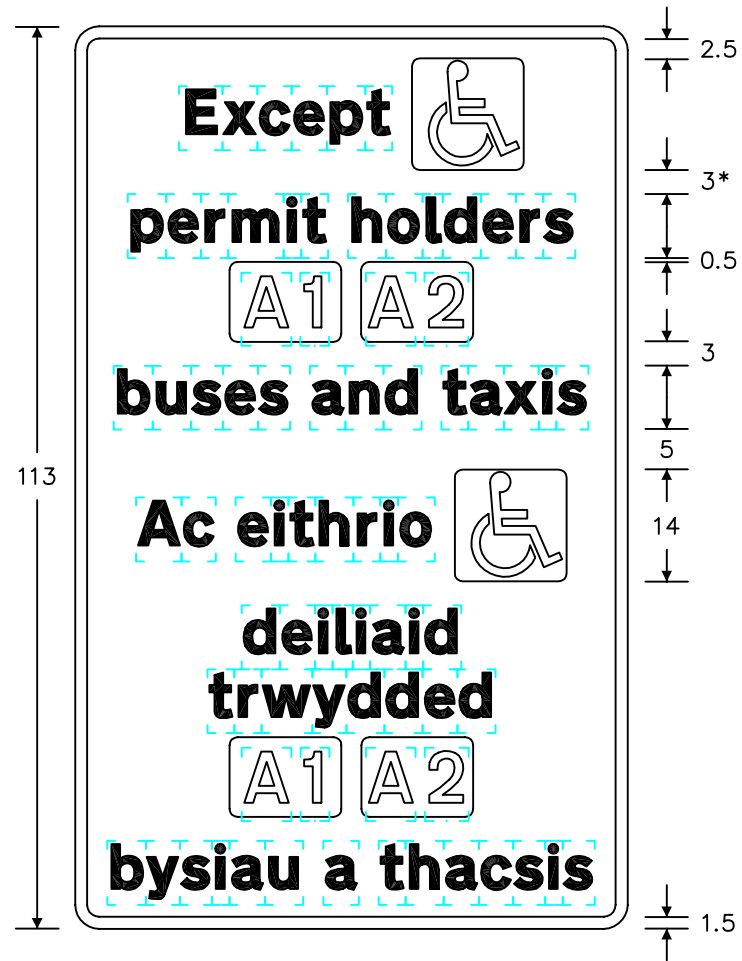 Except
permit holders
A1 A2
buses and taxis
Ac eithrio
deiliaid
trwydded
A1 A2
bysiau a thacsis
113
2.5
3*
0.5
3
5
14
1.5